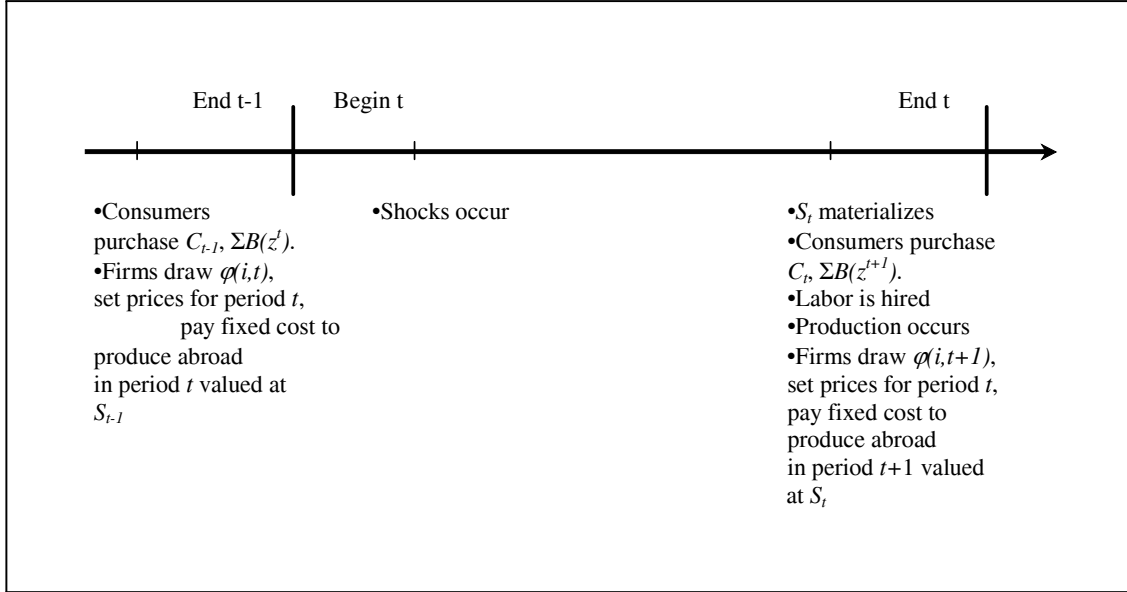 End t-1
Begin t
End t
•Consumers
purchase C_{t-1}, ΣB(z^t).
•Firms draw φ(i,t),
set prices for period t,
pay fixed cost to
produce abroad
in period t valued at
S_{t-1}
•Shocks occur
•S_t materializes
•Consumers purchase
C_t, ΣB(z^{t+1}).
•Labor is hired
•Production occurs
•Firms draw φ(i,t+1),
set prices for period t,
pay fixed cost to
produce abroad
in period t+1 valued
at S_t